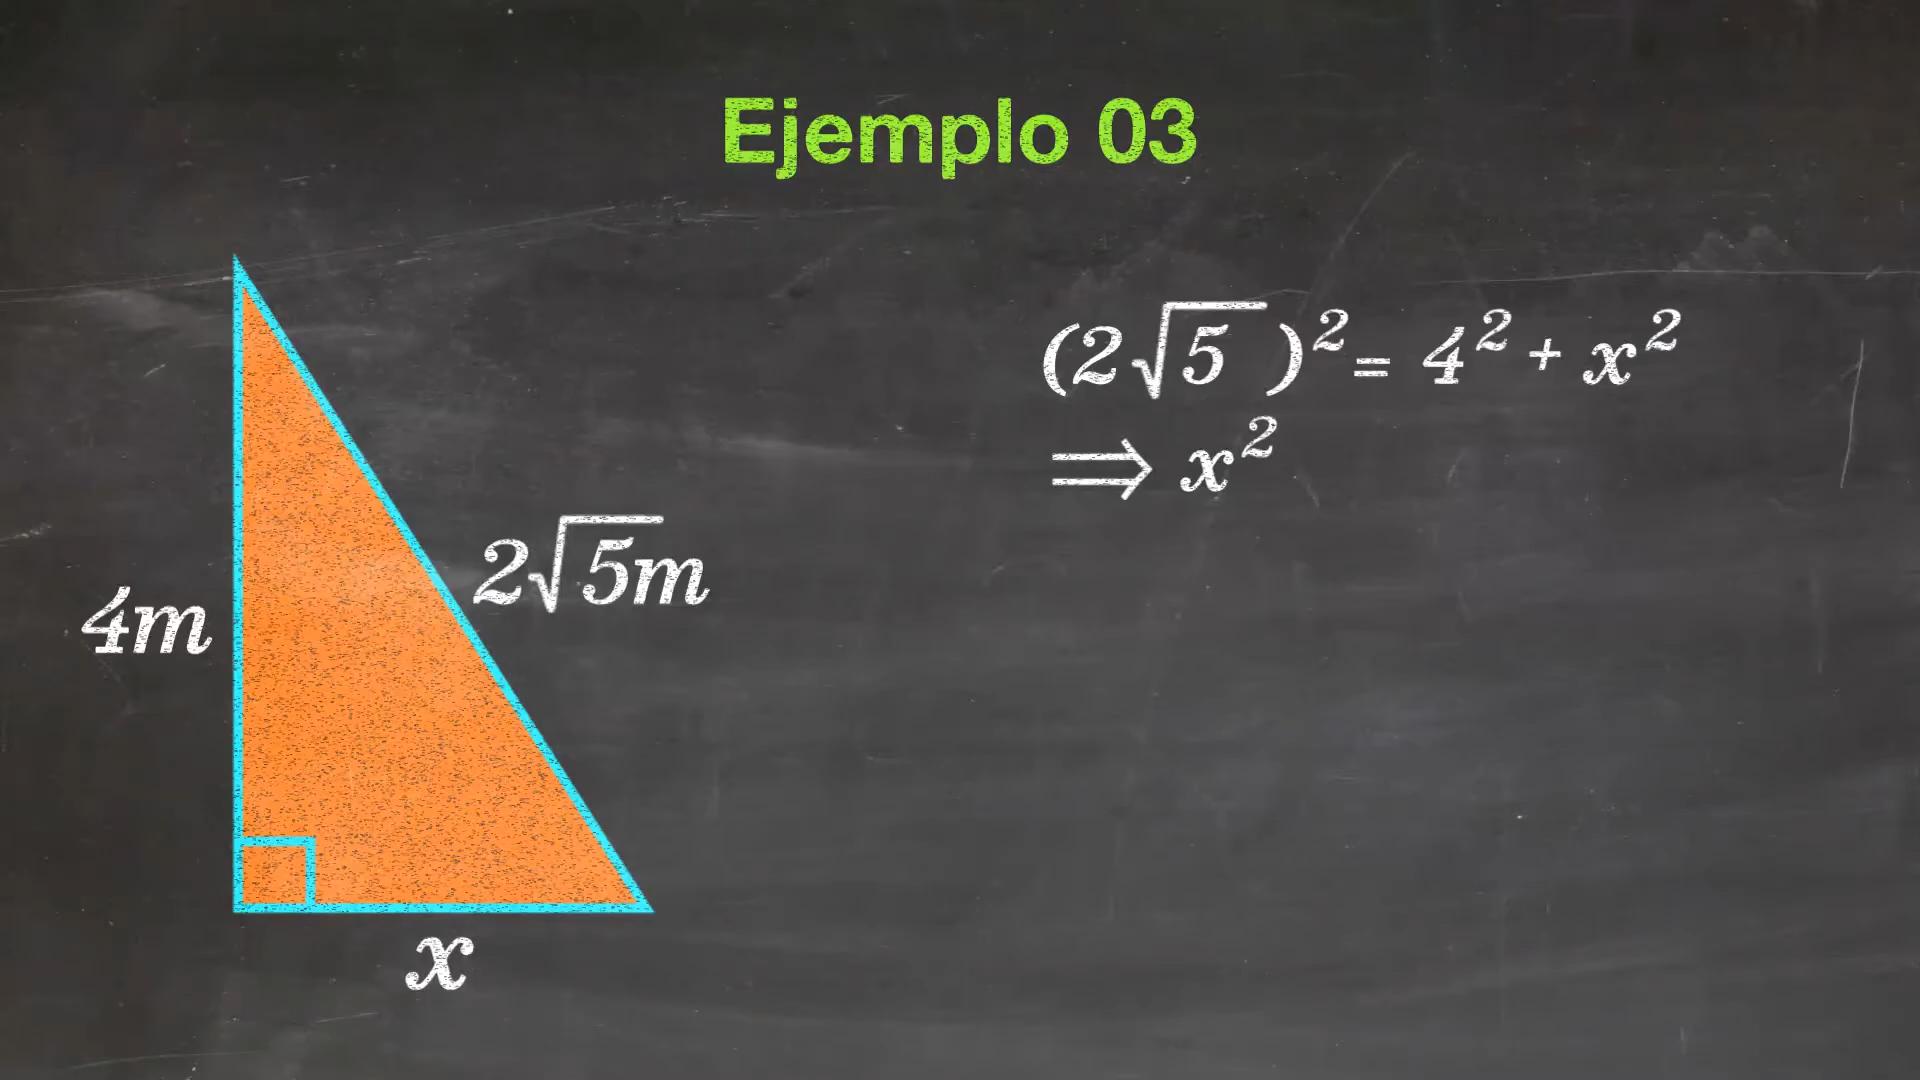 Ejemplo 03
(2√5)² = 4² + x²
⟹ x²
2√5m
4m
x